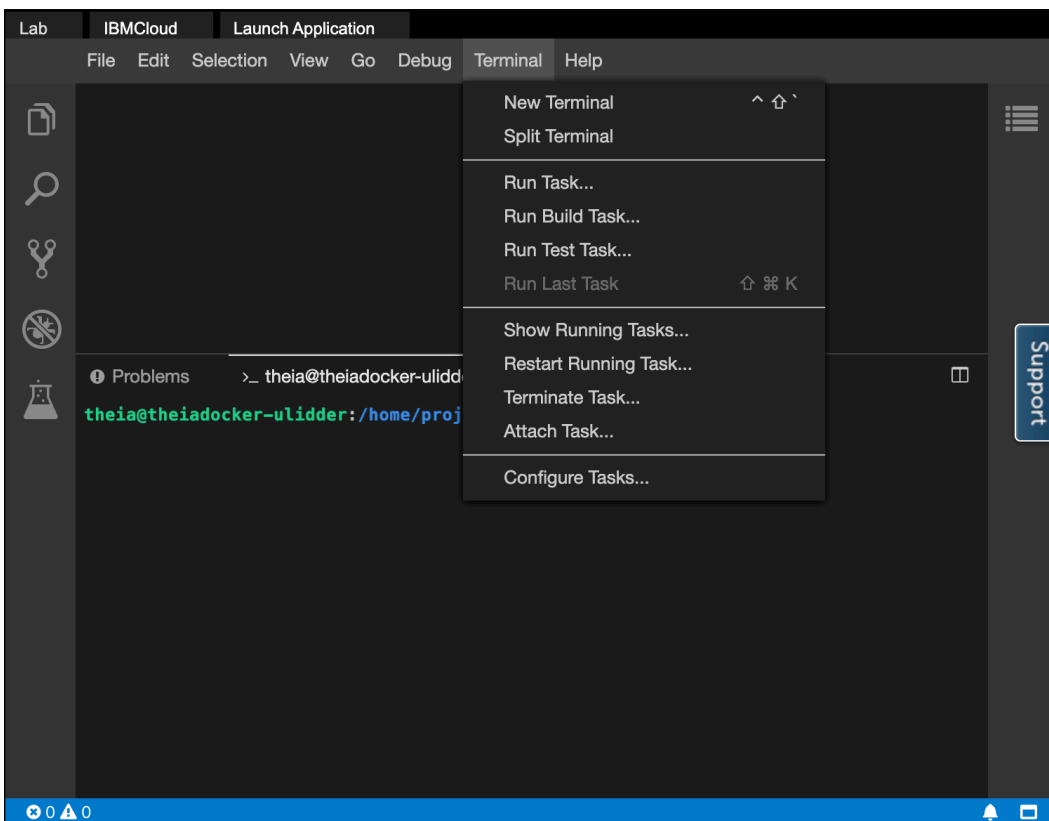 Lab IBMCloud Launch Application
File Edit Selection View Go Debug Terminal Help
New Terminal ^ ⇧ `
Split Terminal
Run Task...
Run Build Task...
Run Test Task...
Run Last Task ⇧ ⌘ K
Show Running Tasks...
Restart Running Task...
Terminate Task...
Attach Task...
Configure Tasks...
Problems >_ theia@theiadocker-ulidd
theia@theiadocker-ulidder:/home/proj
Support
0 0